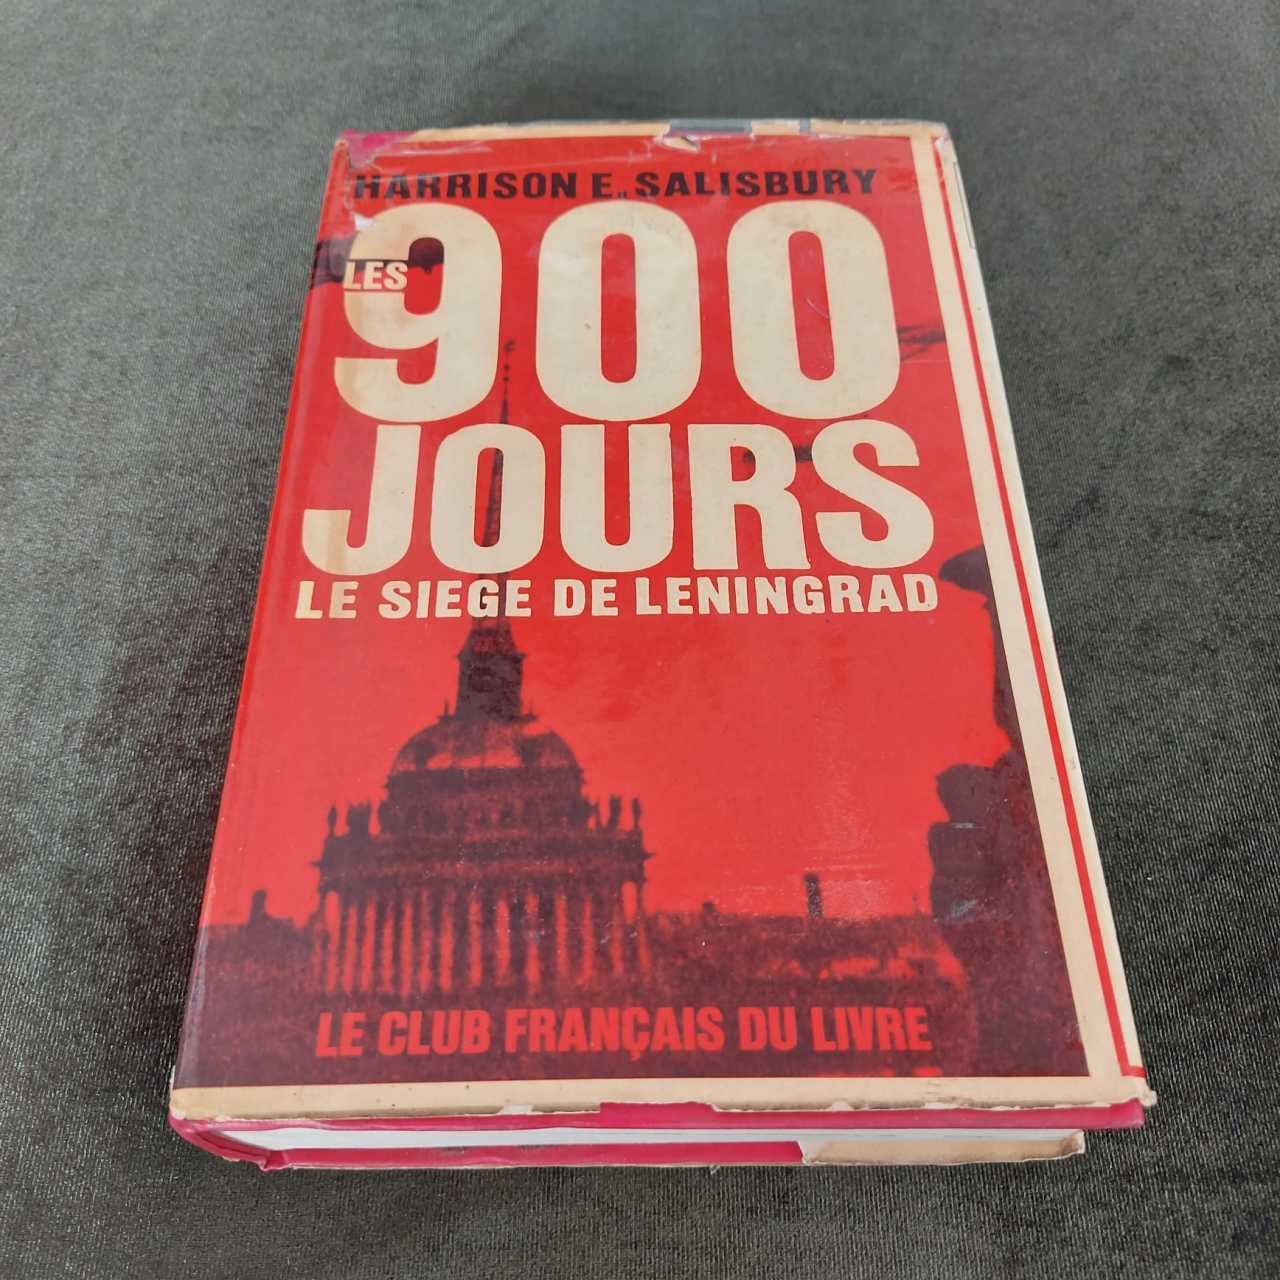 HARRISON E. SALISBURY
LES
900
JOURS
LE SIEGE DE LENINGRAD
LE CLUB FRANÇAIS DU LIVRE